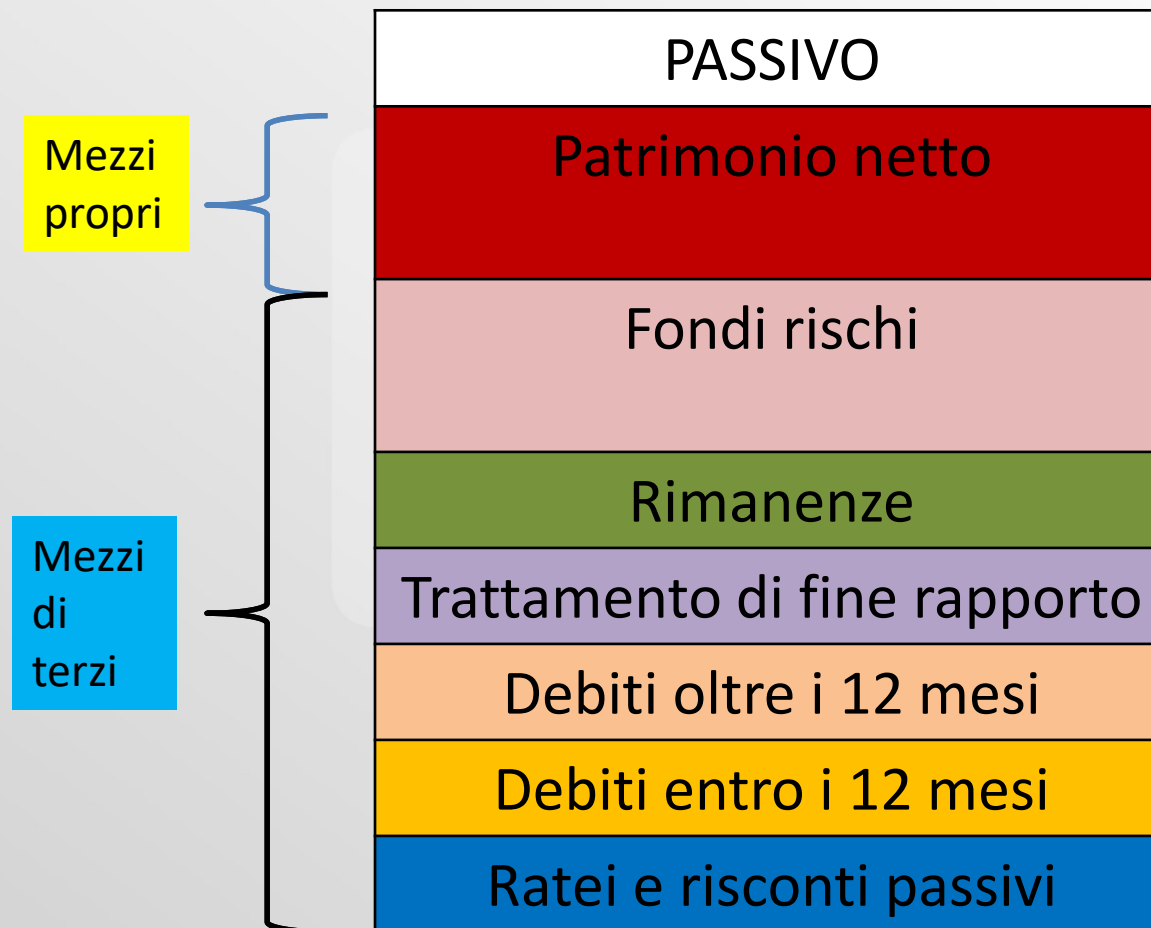 PASSIVO
Mezzi
propri
Patrimonio netto
Fondi rischi
Rimanenze
Mezzi
di
terzi
Trattamento di fine rapporto
Debiti oltre i 12 mesi
Debiti entro i 12 mesi
Ratei e risconti passivi